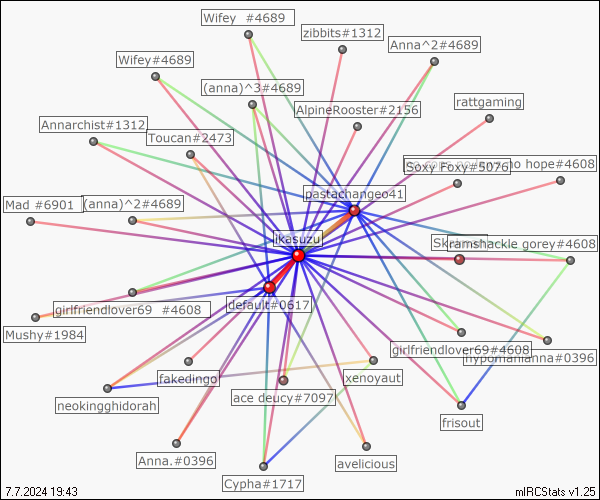 Wifey #4689
zibbits#1312
Anna^2#4689
Wifey#4689
(anna)^3#4689
rattgaming
AlpineRooster#2156
Annarchist#1312
Toucan#2473
no hope#4608
Soxy Foxy#5076
pastachangeo41
Mad #6901
(anna)^2#4689
ikasuzu
Skr
ramshackle gorey#4608
girlfriendlover69 #4608
default#0617
Mushy#1984
girlfriendlover69#4608
hypomanianna#0396
fakedingo
xenoyaut
ace deucy#7097
neokingghidorah
frisout
Anna.#0396
avelicious
Cypha#1717
7.7.2024 19:43
mIRCStats v1.25